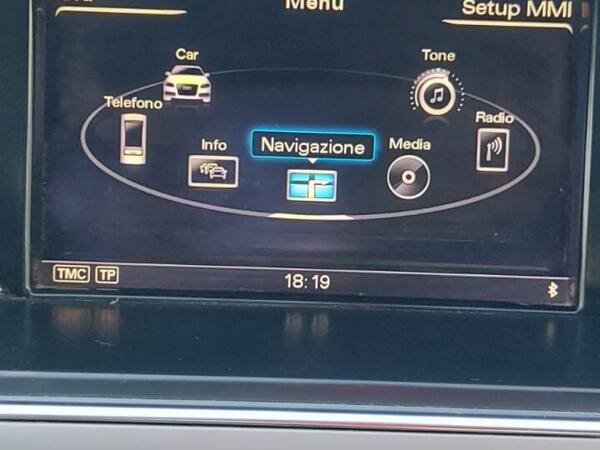 Menu
Setup MMI
Car
Tone
Telefono
Radio
Info
Navigazione
Media
TMC TP
18:19